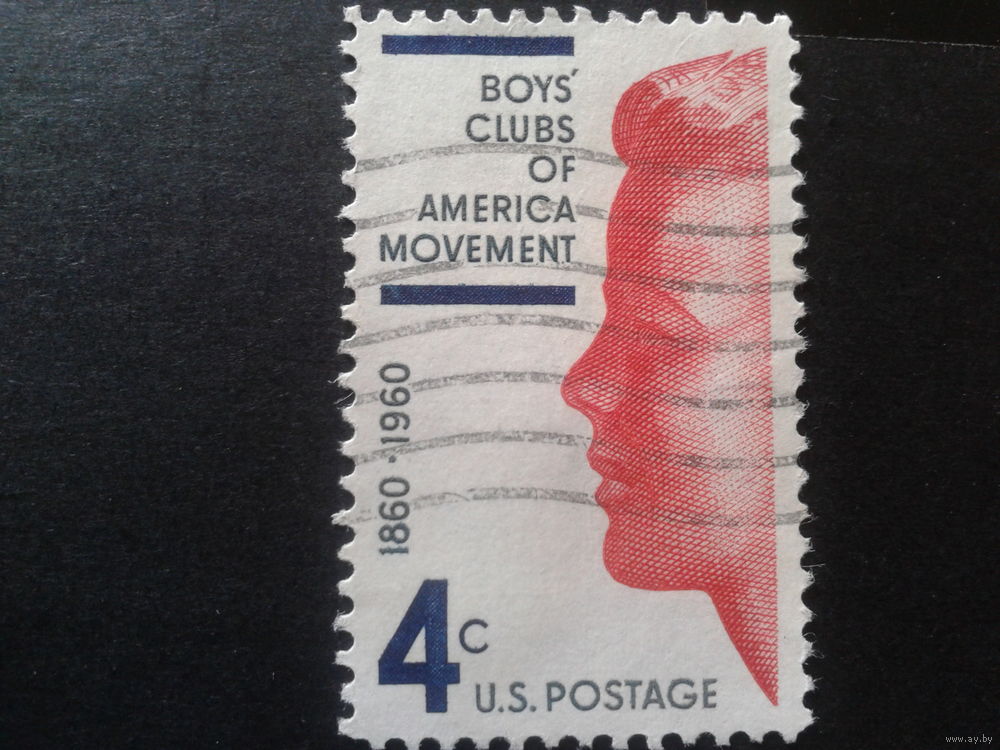 BOYS'
CLUBS
OF
AMERICA
MOVEMENT
1860·1960
4c
U.S. POSTAGE
www.ay.by